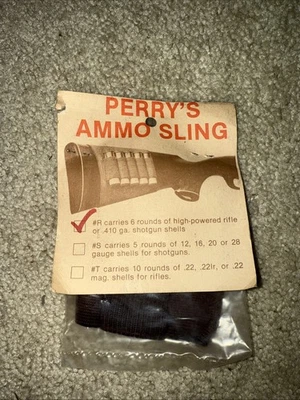 PERRY'S
AMMO SLING
#R carries 6 rounds of high-powered rifle
or .410 ga. shotgun shells
#S carries 5 rounds of 12, 16, 20 or 28
gauge shells for shotguns.
#T carries 10 rounds of .22, .22lr, or .22
mag. shells for rifles.